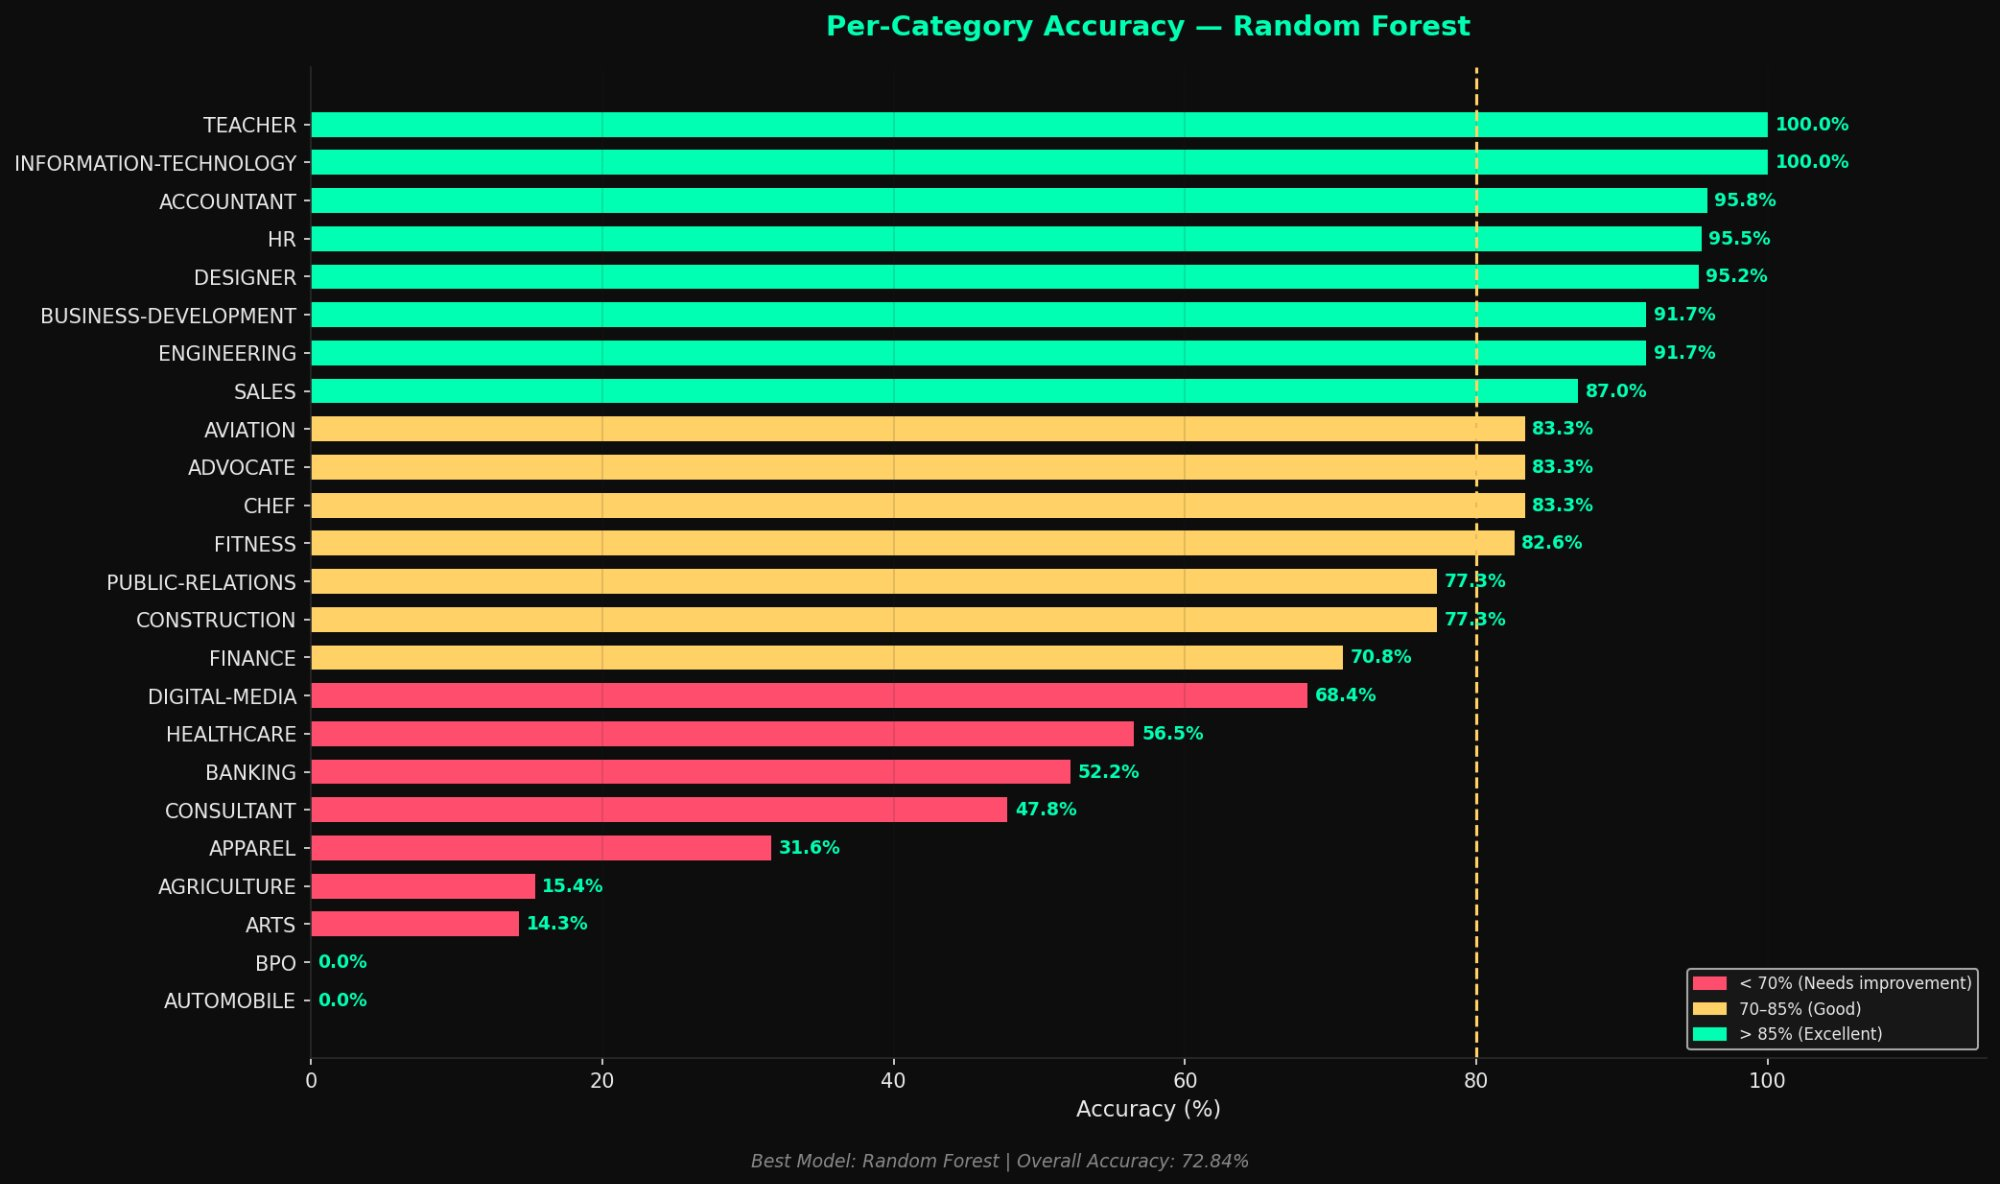 Per-Category Accuracy — Random Forest
TEACHER 100.0%
INFORMATION-TECHNOLOGY 100.0%
ACCOUNTANT 95.8%
HR 95.5%
DESIGNER 95.2%
BUSINESS-DEVELOPMENT 91.7%
ENGINEERING 91.7%
SALES 87.0%
AVIATION 83.3%
ADVOCATE 83.3%
CHEF 83.3%
FITNESS 82.6%
PUBLIC-RELATIONS 77.3%
CONSTRUCTION 77.3%
FINANCE 70.8%
DIGITAL-MEDIA 68.4%
HEALTHCARE 56.5%
BANKING 52.2%
CONSULTANT 47.8%
APPAREL 31.6%
AGRICULTURE 15.4%
ARTS 14.3%
BPO 0.0%
AUTOMOBILE 0.0%
< 70% (Needs improvement)
70–85% (Good)
> 85% (Excellent)
0 20 40 60 80 100
Accuracy (%)
Best Model: Random Forest | Overall Accuracy: 72.84%